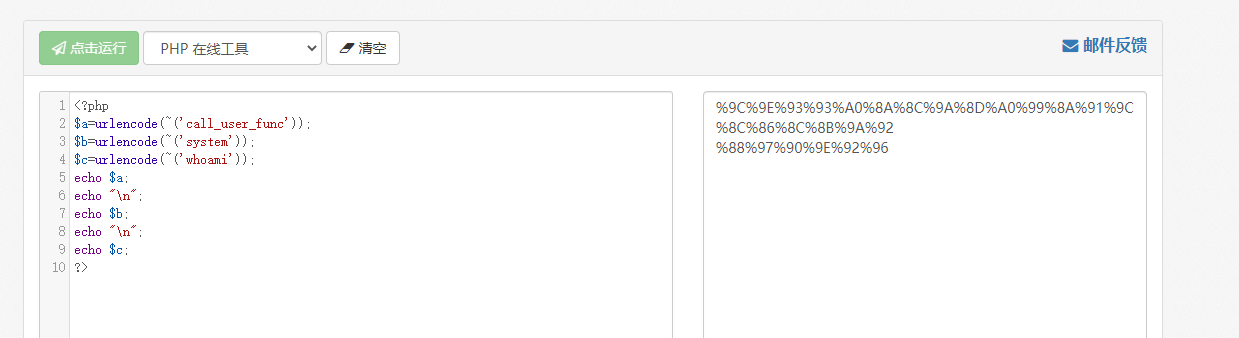 点击运行 PHP 在线工具 清空 邮件反馈
1 <?php
2 $a=urlencode(~('call_user_func'));
3 $b=urlencode(~('system'));
4 $c=urlencode(~('whoami'));
5 echo $a;
6 echo "\n";
7 echo $b;
8 echo "\n";
9 echo $c;
10 ?>
%9C%9E%93%93%A0%8A%8C%9A%8D%A0%99%8A%91%9C
%8C%86%8C%8B%9A%92
%88%97%90%9E%92%96